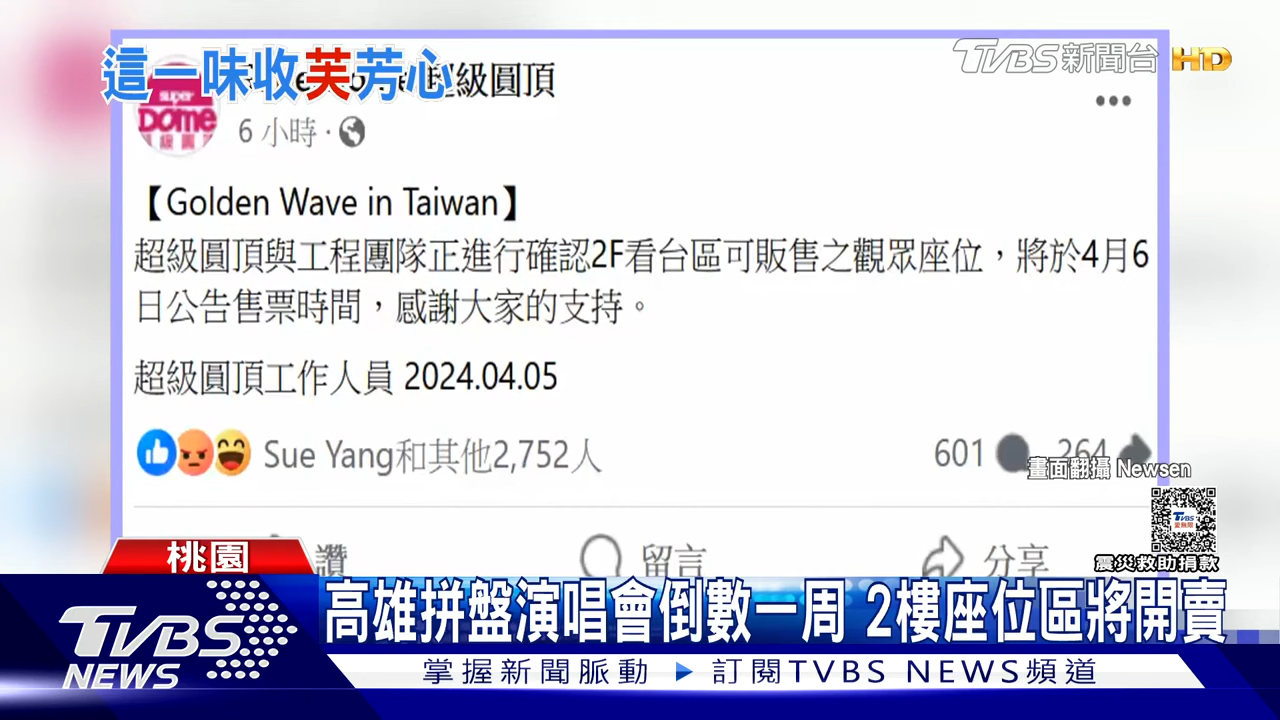 這一味收芙芳心
TVBS新聞台 HD
超級圓頂
super
DOME
6 小時
【Golden Wave in Taiwan】
超級圓頂與工程團隊正進行確認2F看台區可販售之觀眾座位，將於4月6
日公告售票時間，感謝大家的支持。
超級圓頂工作人員 2024.04.05
Sue Yang和其他2,752人
601 264
畫面翻攝 Newsen
讚 留言 分享
TVBS
震災救助捐款
桃園
高雄拼盤演唱會倒數一周 2樓座位區將開賣
TVBS
NEWS
掌握新聞脈動 訂閱TVBS NEWS頻道